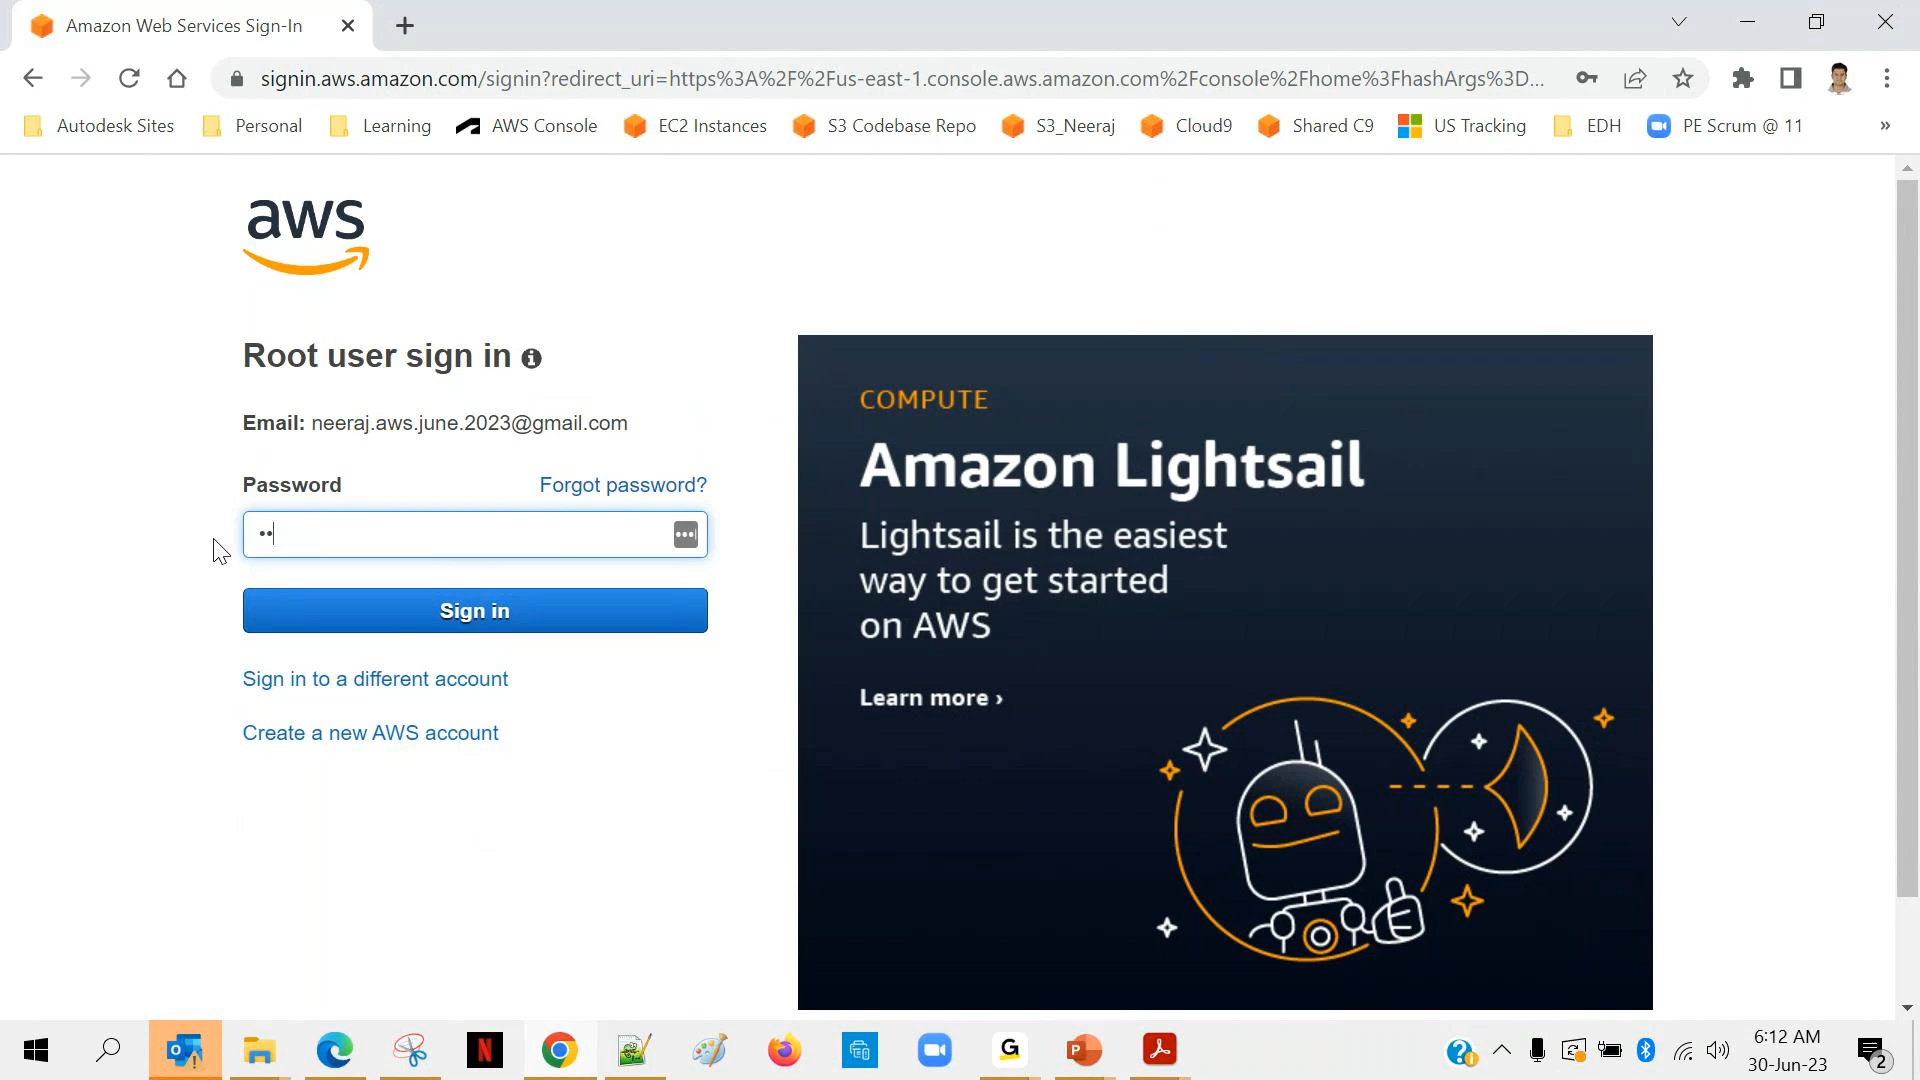 Amazon Web Services Sign-In
signin.aws.amazon.com/signin?redirect_uri=https%3A%2F%2Fus-east-1.console.aws.amazon.com%2Fconsole%2Fhome%3FhashArgs%3D...
Autodesk Sites Personal Learning AWS Console EC2 Instances S3 Codebase Repo S3_Neeraj Cloud9 Shared C9 US Tracking EDH PE Scrum @ 11 »
aws
Root user sign in
Email: neeraj.aws.june.2023@gmail.com
Password Forgot password?
••
Sign in
Sign in to a different account
Create a new AWS account
COMPUTE
Amazon Lightsail
Lightsail is the easiest
way to get started
on AWS
Learn more ›
6:12 AM
30-Jun-23
2